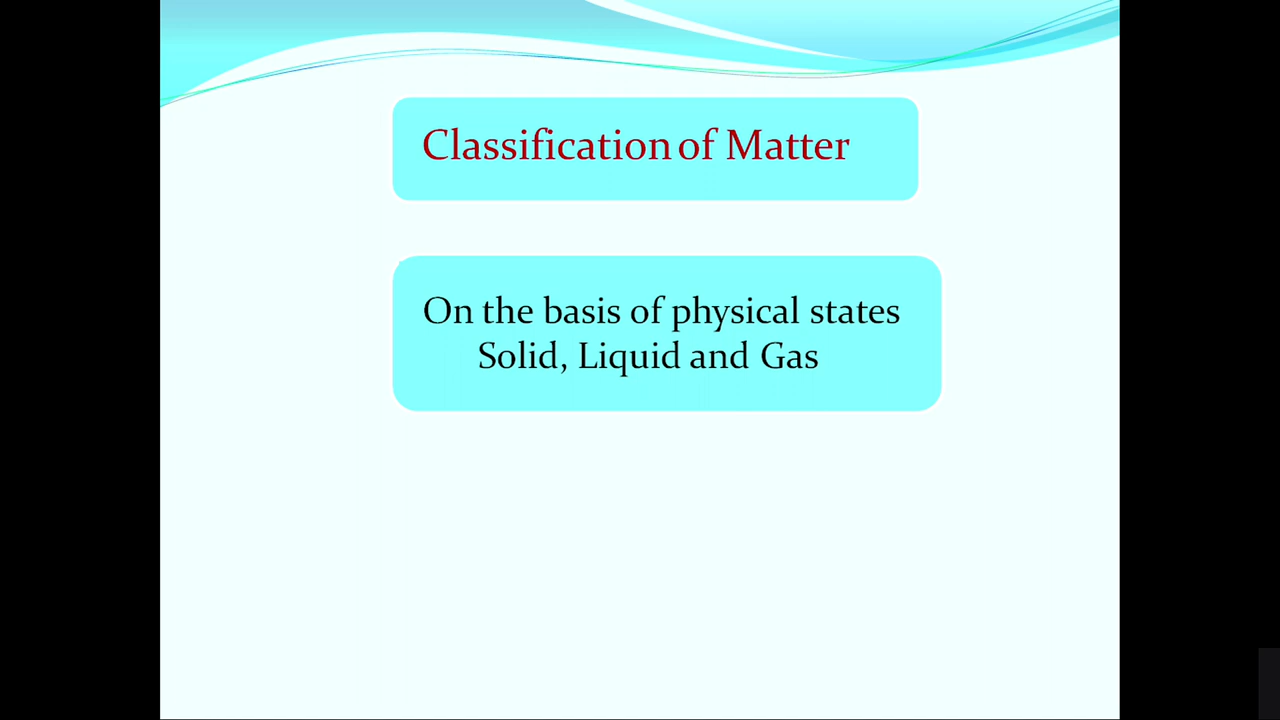 Classification of Matter
On the basis of physical states
Solid, Liquid and Gas